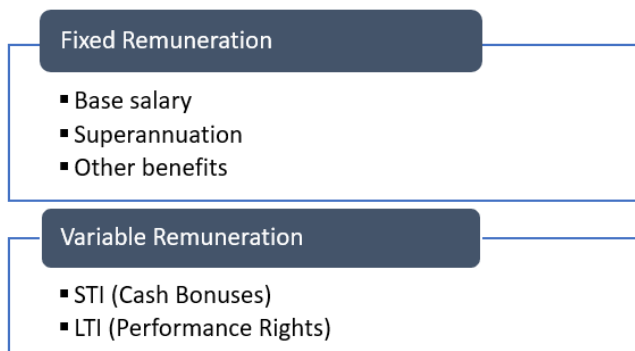 Fixed Remuneration
▪ Base salary
▪ Superannuation
▪ Other benefits
Variable Remuneration
▪ STI (Cash Bonuses)
▪ LTI (Performance Rights)